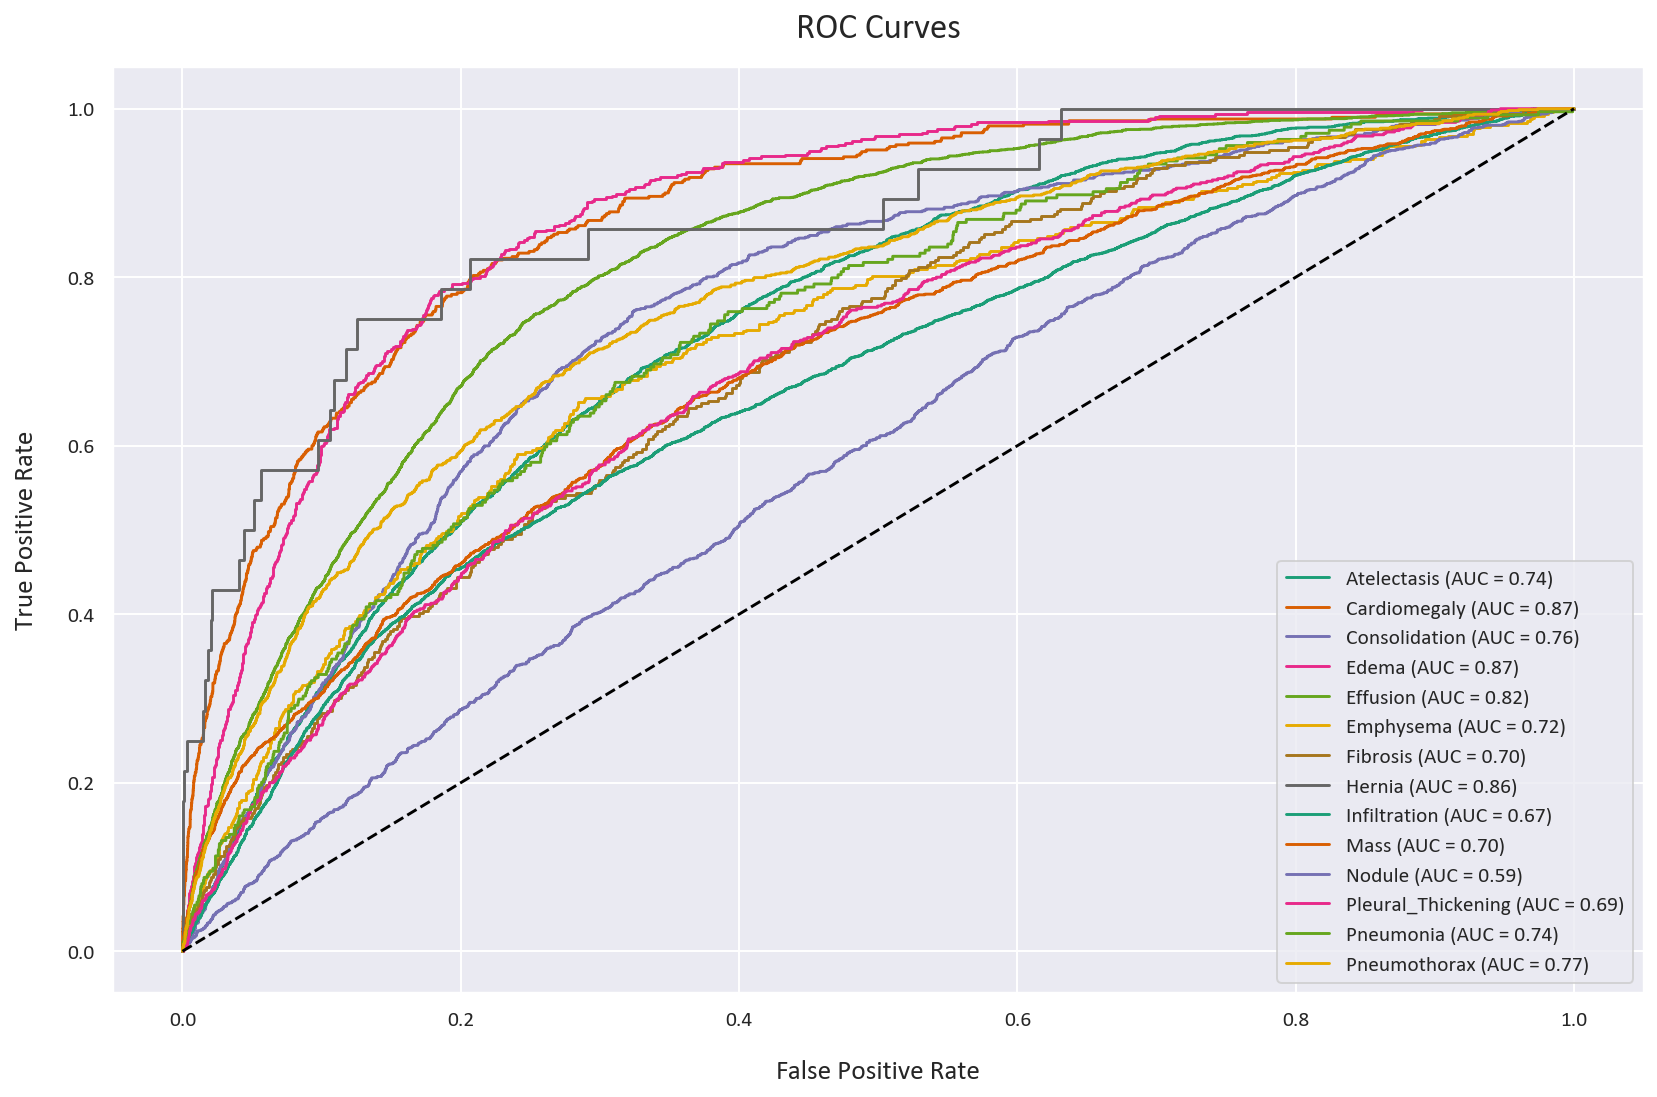 ROC Curves
True Positive Rate
1.0
0.8
0.6
0.4
0.2
0.0
Atelectasis (AUC = 0.74)
Cardiomegaly (AUC = 0.87)
Consolidation (AUC = 0.76)
Edema (AUC = 0.87)
Effusion (AUC = 0.82)
Emphysema (AUC = 0.72)
Fibrosis (AUC = 0.70)
Hernia (AUC = 0.86)
Infiltration (AUC = 0.67)
Mass (AUC = 0.70)
Nodule (AUC = 0.59)
Pleural_Thickening (AUC = 0.69)
Pneumonia (AUC = 0.74)
Pneumothorax (AUC = 0.77)
0.0 0.2 0.4 0.6 0.8 1.0
False Positive Rate